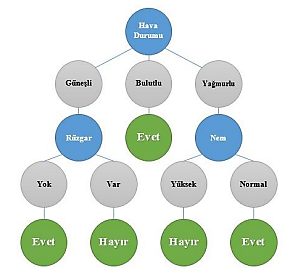 Hava
Durumu
Güneşli
Bulutlu
Yağmurlu
Rüzgar
Evet
Nem
Yok
Var
Yüksek
Normal
Evet
Hayır
Hayır
Evet